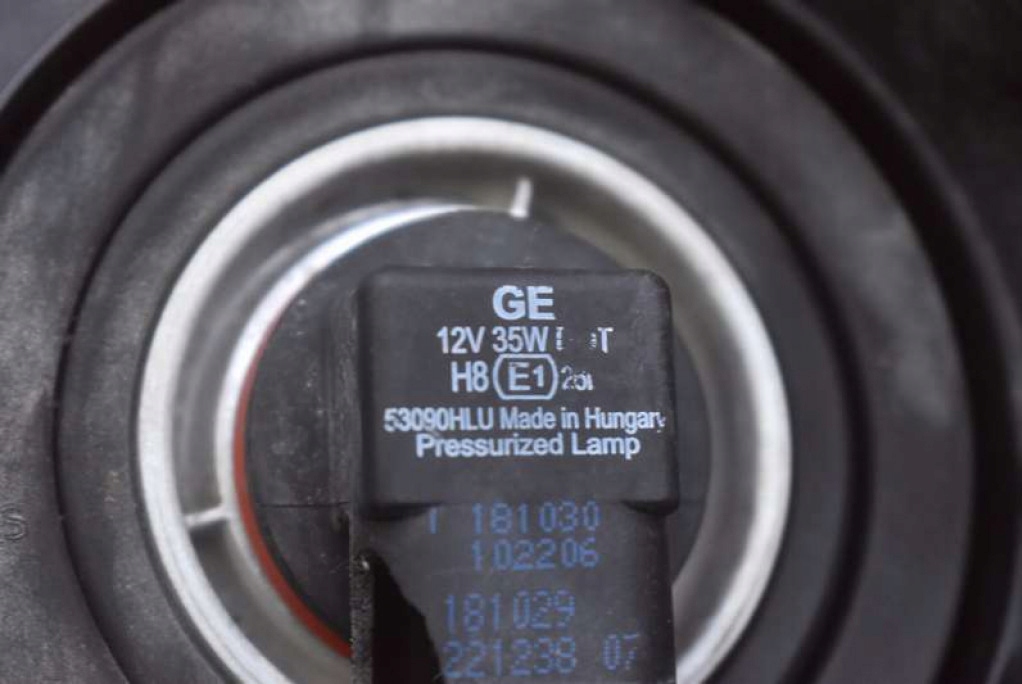 GE
12V 35W
H8 E1
53090HLU Made in Hungary
Pressurized Lamp
181030
102206
181029
221238 07